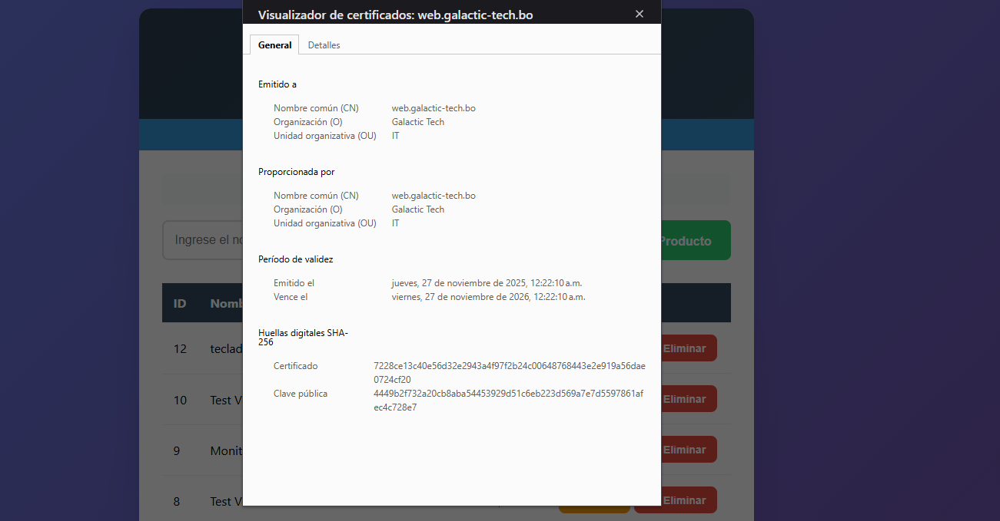 Visualizador de certificados: web.galactic-tech.bo
General Detalles
Emitido a
Nombre común (CN) web.galactic-tech.bo
Organización (O) Galactic Tech
Unidad organizativa (OU) IT
Proporcionada por
Nombre común (CN) web.galactic-tech.bo
Organización (O) Galactic Tech
Unidad organizativa (OU) IT
Período de validez
Emitido el jueves, 27 de noviembre de 2025, 12:22:10 a.m.
Vence el viernes, 27 de noviembre de 2026, 12:22:10 a.m.
Huellas digitales SHA-
256
Certificado 7228ce13c40e56d32e2943a4f97f2b24c00648768443e2e919a56dae
0724cf20
Clave pública 4449b2f732a20cb8aba54453929d51c6eb223d569a7e7d5597861af
ec4c728e7
Ingrese el no
Producto
ID Nomb
12 teclad Eliminar
10 Test V Eliminar
9 Monit Eliminar
8 Test V Eliminar